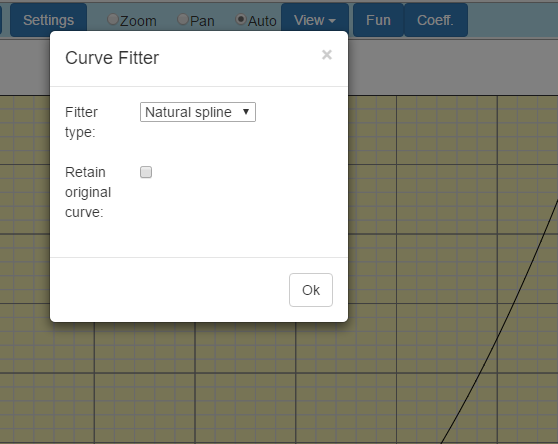 Settings Zoom Pan Auto View Fun Coeff.
Curve Fitter ×
Fitter Natural spline
type:
Retain
original
curve:
Ok